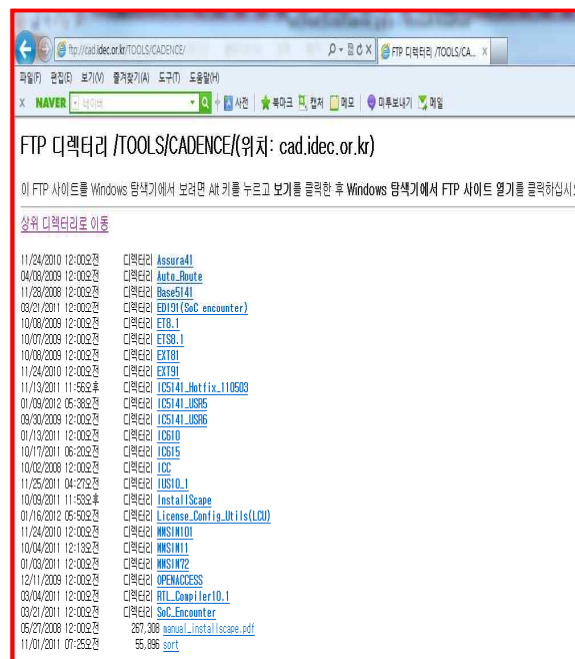 ftp://cad.idec.or.kr/TOOLS/CADENCE/
FTP 디렉터리 /TOOLS/CA... x
파일(F) 편집(E) 보기(V) 즐겨찾기(A) 도구(T) 도움말(H)
x NAVER 네이버 사전 북마크 캡처 메모 미투보내기 메일
FTP 디렉터리 /TOOLS/CADENCE/(위치: cad.idec.or.kr)
이 FTP 사이트를 Windows 탐색기에서 보려면 Alt 키를 누르고 보기를 클릭한 후 Windows 탐색기에서 FTP 사이트 열기를 클릭하십시오
상위 디렉터리로 이동
11/24/2010 12:00오전 디렉터리 Assura41
04/08/2009 12:00오전 디렉터리 Auto_Route
11/28/2008 12:00오전 디렉터리 Base5141
03/21/2011 12:00오전 디렉터리 EDI91(SoC encounter)
10/08/2009 12:00오전 디렉터리 ET8.1
10/07/2009 12:00오전 디렉터리 ETS8.1
10/08/2009 12:00오전 디렉터리 EXT81
11/24/2010 12:00오전 디렉터리 EXT91
11/13/2011 11:56오후 디렉터리 IC5141_Hotfix_110503
01/09/2012 05:38오전 디렉터리 IC5141_USR5
09/30/2009 12:00오전 디렉터리 IC5141_USR6
01/13/2011 12:00오전 디렉터리 IC610
10/17/2011 06:20오전 디렉터리 IC615
10/02/2008 12:00오전 디렉터리 ICC
11/25/2011 04:27오전 디렉터리 IUS10_1
10/09/2011 11:53오후 디렉터리 InstallScape
01/16/2012 05:50오전 디렉터리 License_Config_Utils(LCU)
11/24/2010 12:00오전 디렉터리 MMSIM101
10/04/2011 12:13오전 디렉터리 MMSIM11
01/03/2011 12:00오전 디렉터리 MMSIM72
12/11/2009 12:00오전 디렉터리 OPENACCESS
03/04/2011 12:00오전 디렉터리 RTL_Compiler10.1
03/21/2011 12:00오전 디렉터리 SoC_Encounter
05/27/2008 12:00오전 267,308 manual_installscape.pdf
11/01/2011 07:25오전 55,896 sort